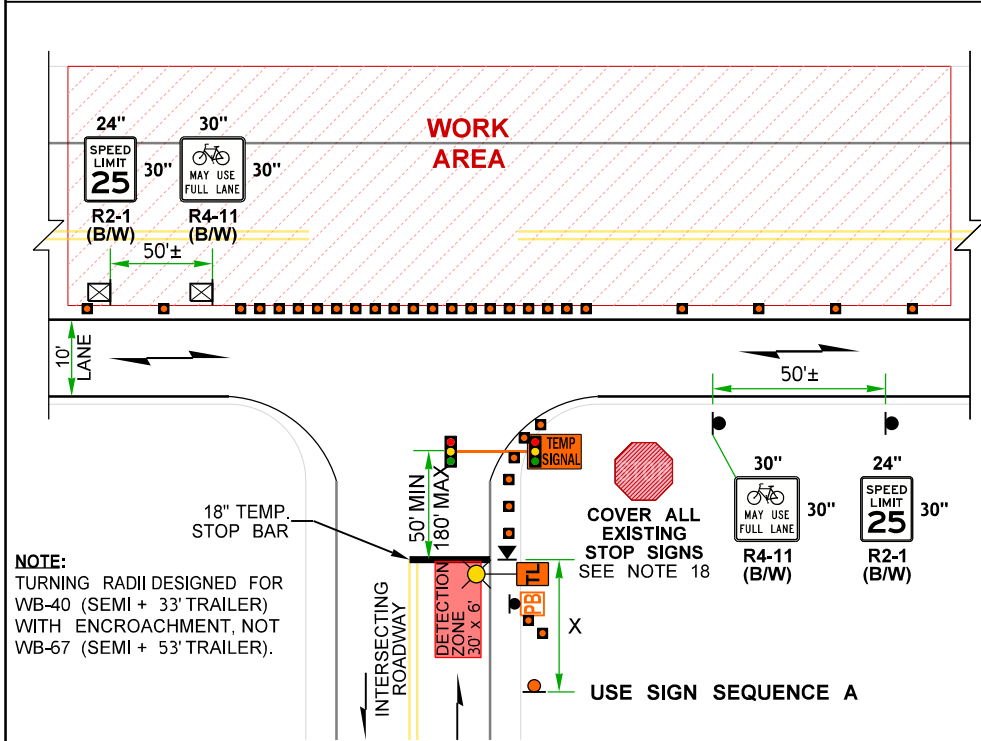 WORK
AREA
24"
30"
SPEED
LIMIT
25
30"
MAY USE
FULL LANE
30"
R2-1
(B/W)
R4-11
(B/W)
50'±
10'
LANE
50'±
TEMP
SIGNAL
STOP
50' MIN
180' MAX
18" TEMP.
STOP BAR
COVER ALL
EXISTING
STOP SIGNS
SEE NOTE 18
30"
24"
MAY USE
FULL LANE
30"
SPEED
LIMIT
25
30"
R4-11
(B/W)
R2-1
(B/W)
NOTE:
TURNING RADII DESIGNED FOR
WB-40 (SEMI + 33' TRAILER)
WITH ENCROACHMENT, NOT
WB-67 (SEMI + 53' TRAILER).
INTERSECTING
ROADWAY
DETECTION
ZONE
30' x 6'
TL
PB
X
USE SIGN SEQUENCE A